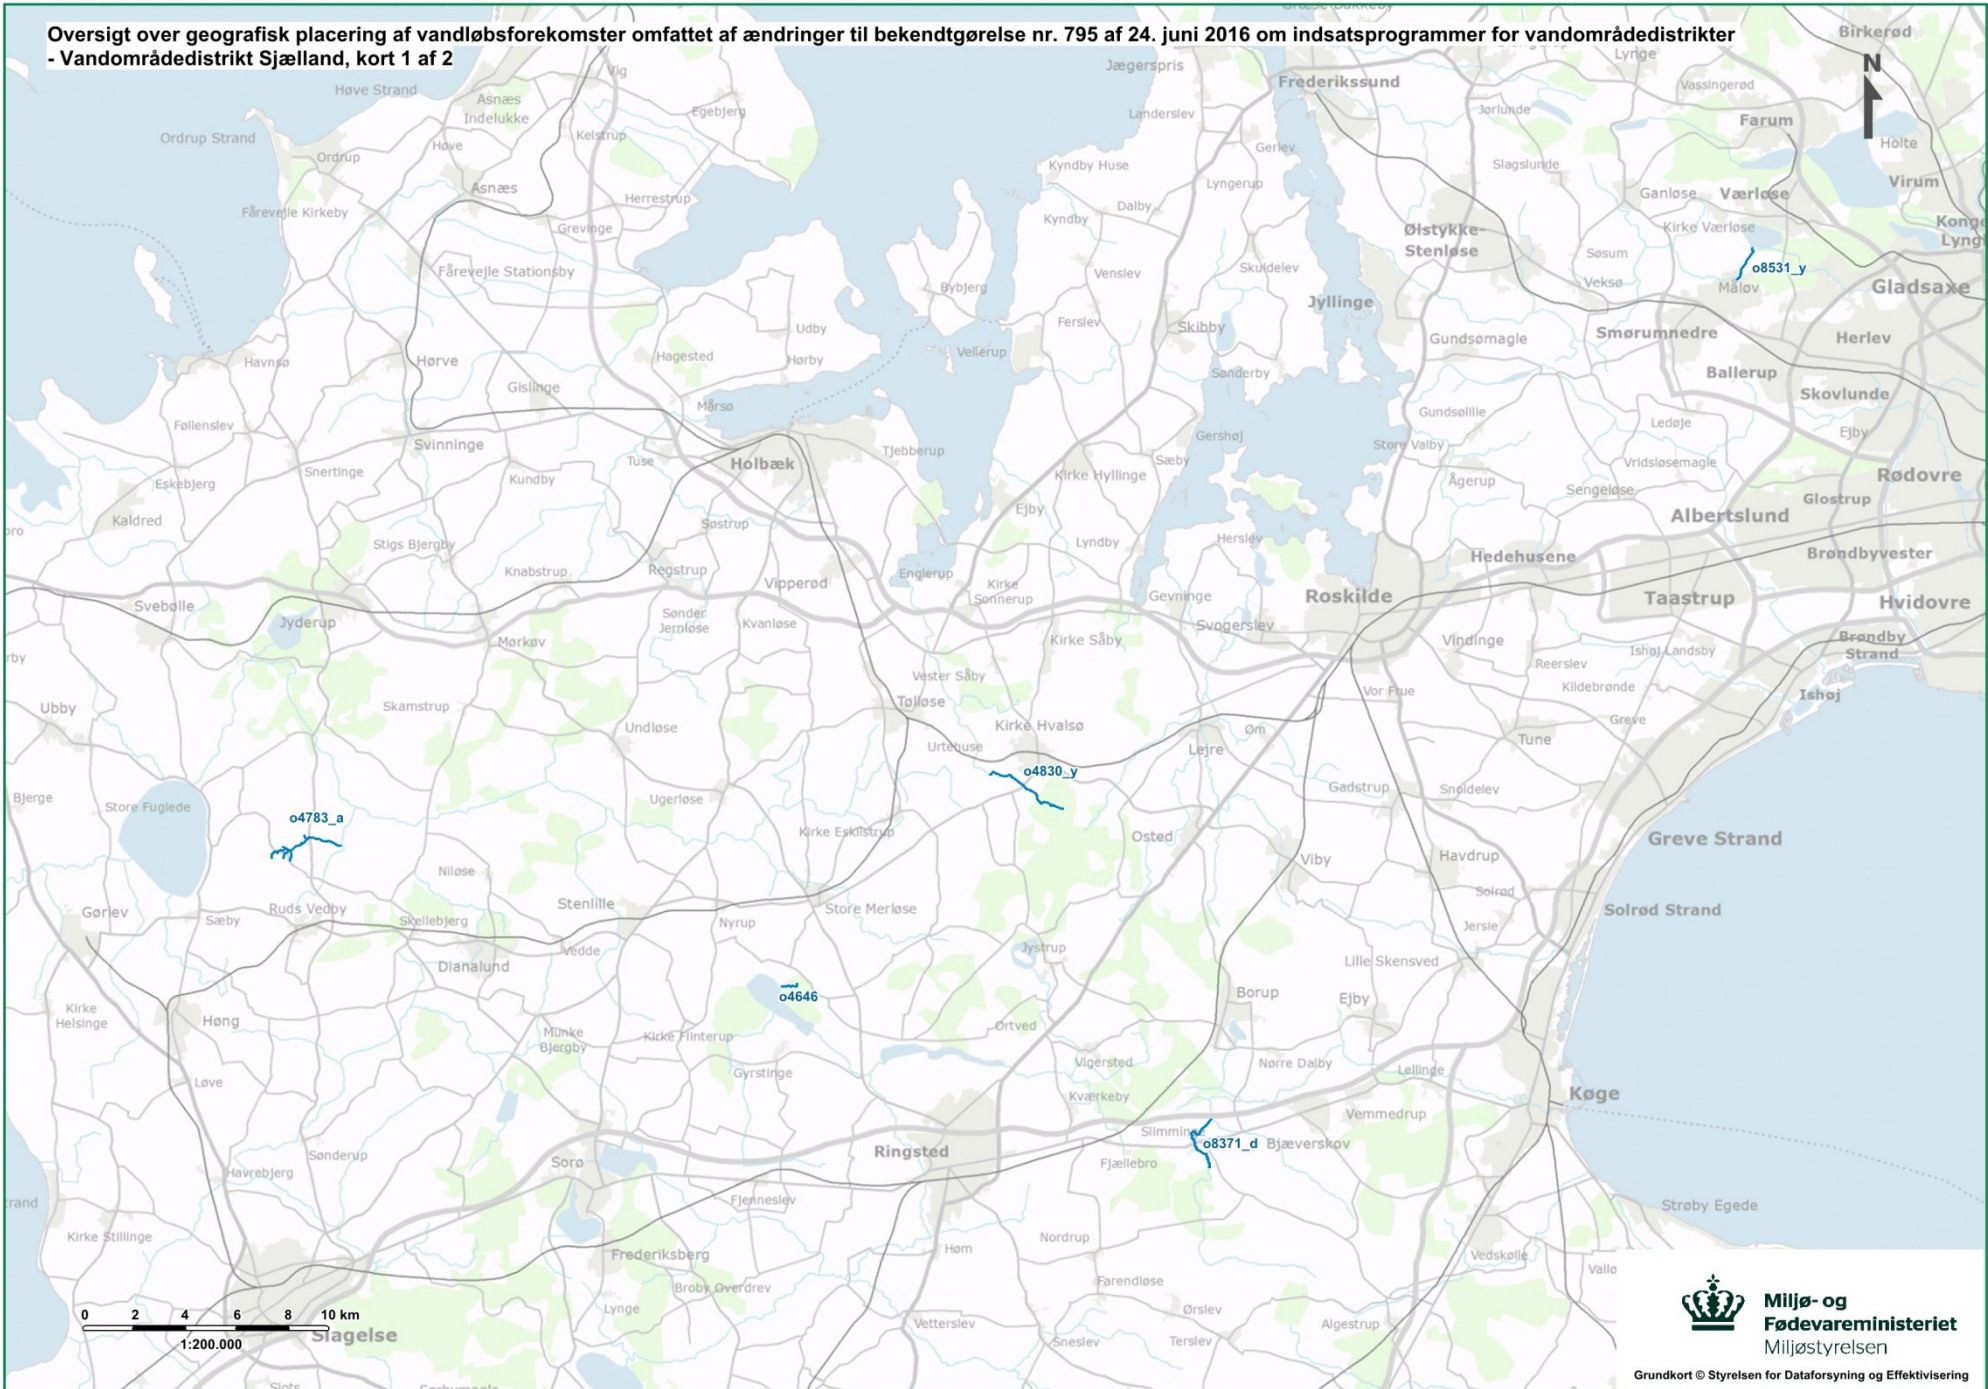 Oversigt over geografisk placering af vandløbsforekomster omfattet af ændringer til bekendtgørelse nr. 795 af 24. juni 2016 om indsatsprogrammer for vandområdedistrikter
- Vandområdedistrikt Sjælland, kort 1 af 2
Birkerød
N
Vig
Høve Strand
Asnæs
Indelukke
Egebjerg
Jægerspris
Frederikssund
Lynge
Vassingerød
Landerslev
Jørlunde
Farum
Ordrup Strand
Kelstrup
Høve
Ordrup
Gerlev
Holte
Kyndby Huse
Slagslunde
Asnæs
Lyngerup
Virum
Herrestrup
Ganløse
Værløse
Fårevejle Kirkeby
Kyndby
Dalby
Grevinge
Ølstykke-
Stenløse
Kirke Værløse
Fårevejle Stationsby
Venslev
Skuldelev
Søsum
o8531_y
Veksø
Måløv
Gladsaxe
Bybjerg
Jyllinge
Udby
Ferslev
Skibby
Smørumnedre
Herlev
Gundsømagle
Havnsø
Hørve
Hagested
Hørby
Vellerup
Sønderby
Ballerup
Gislinge
Skovlunde
Mårsø
Gundsølille
Føllenslev
Ledøje
Svinninge
Gershøj
Store Valby
Ejby
Tjebberup
Holbæk
Sæby
Snertinge
Tuse
Vridsløsemagle
Kirke Hyllinge
Rødovre
Eskebjerg
Kundby
Ågerup
Sengeløse
Glostrup
Kaldred
Søstrup
Ejby
Albertslund
Stigs Bjergby
Lyndby
Herslev
Hedehusene
Brøndbyvester
Knabstrup
Regstrup
Vipperød
Englerup
Kirke
Sonnerup
Gevninge
Roskilde
Taastrup
Hvidovre
Svebølle
Jyderup
Sønder
Jernløse
Kvanløse
Svogerslev
Mørkøv
Kirke Såby
Vindinge
Ishøj Landsby
Brøndby
Strand
Reerslev
Vester Såby
Kildebrønde
Vor Frue
Ishøj
Tølløse
Skamstrup
Ubby
Undløse
Kirke Hvalsø
Øm
Greve
Urtehuse
Lejre
Tune
o4830_y
Gadstrup
Snoldelev
Bjerge
Store Fuglede
Ugerløse
o4783_a
Kirke Eskilstrup
Osted
Greve Strand
Viby
Havdrup
Niløse
Solrød
Stenlille
Gørlev
Sæby
Ruds Vedby
Store Merløse
Solrød Strand
Skellebjerg
Nyrup
Jersie
Vedde
Jystrup
Dianalund
Lille Skensved
o4646
Borup
Ejby
Kirke
Helsinge
Høng
Ortved
Munke
Bjergby
Kirke Flinterup
Vigersted
Nørre Dalby
Gyrstinge
Lellinge
Løve
Kværkeby
Køge
Vemmedrup
Slimminge
o8371_d
Bjæverskov
Ringsted
Sønderup
Sorø
Fjællebro
Havrebjerg
Fjenneslev
Strøby Egede
Kirke Stillinge
Nordrup
Høm
Vedskølle
Frederiksberg
Vallø
Farendløse
Broby Overdrev
Lynge
Ørslev
0 2 4 6 8 10 km
1:200.000
Slagelse
Vetterslev
Algestrup
Sneslev
Terslev
Miljø- og
Fødevareministeriet
Miljøstyrelsen
Grundkort © Styrelsen for Dataforsyning og Effektivisering